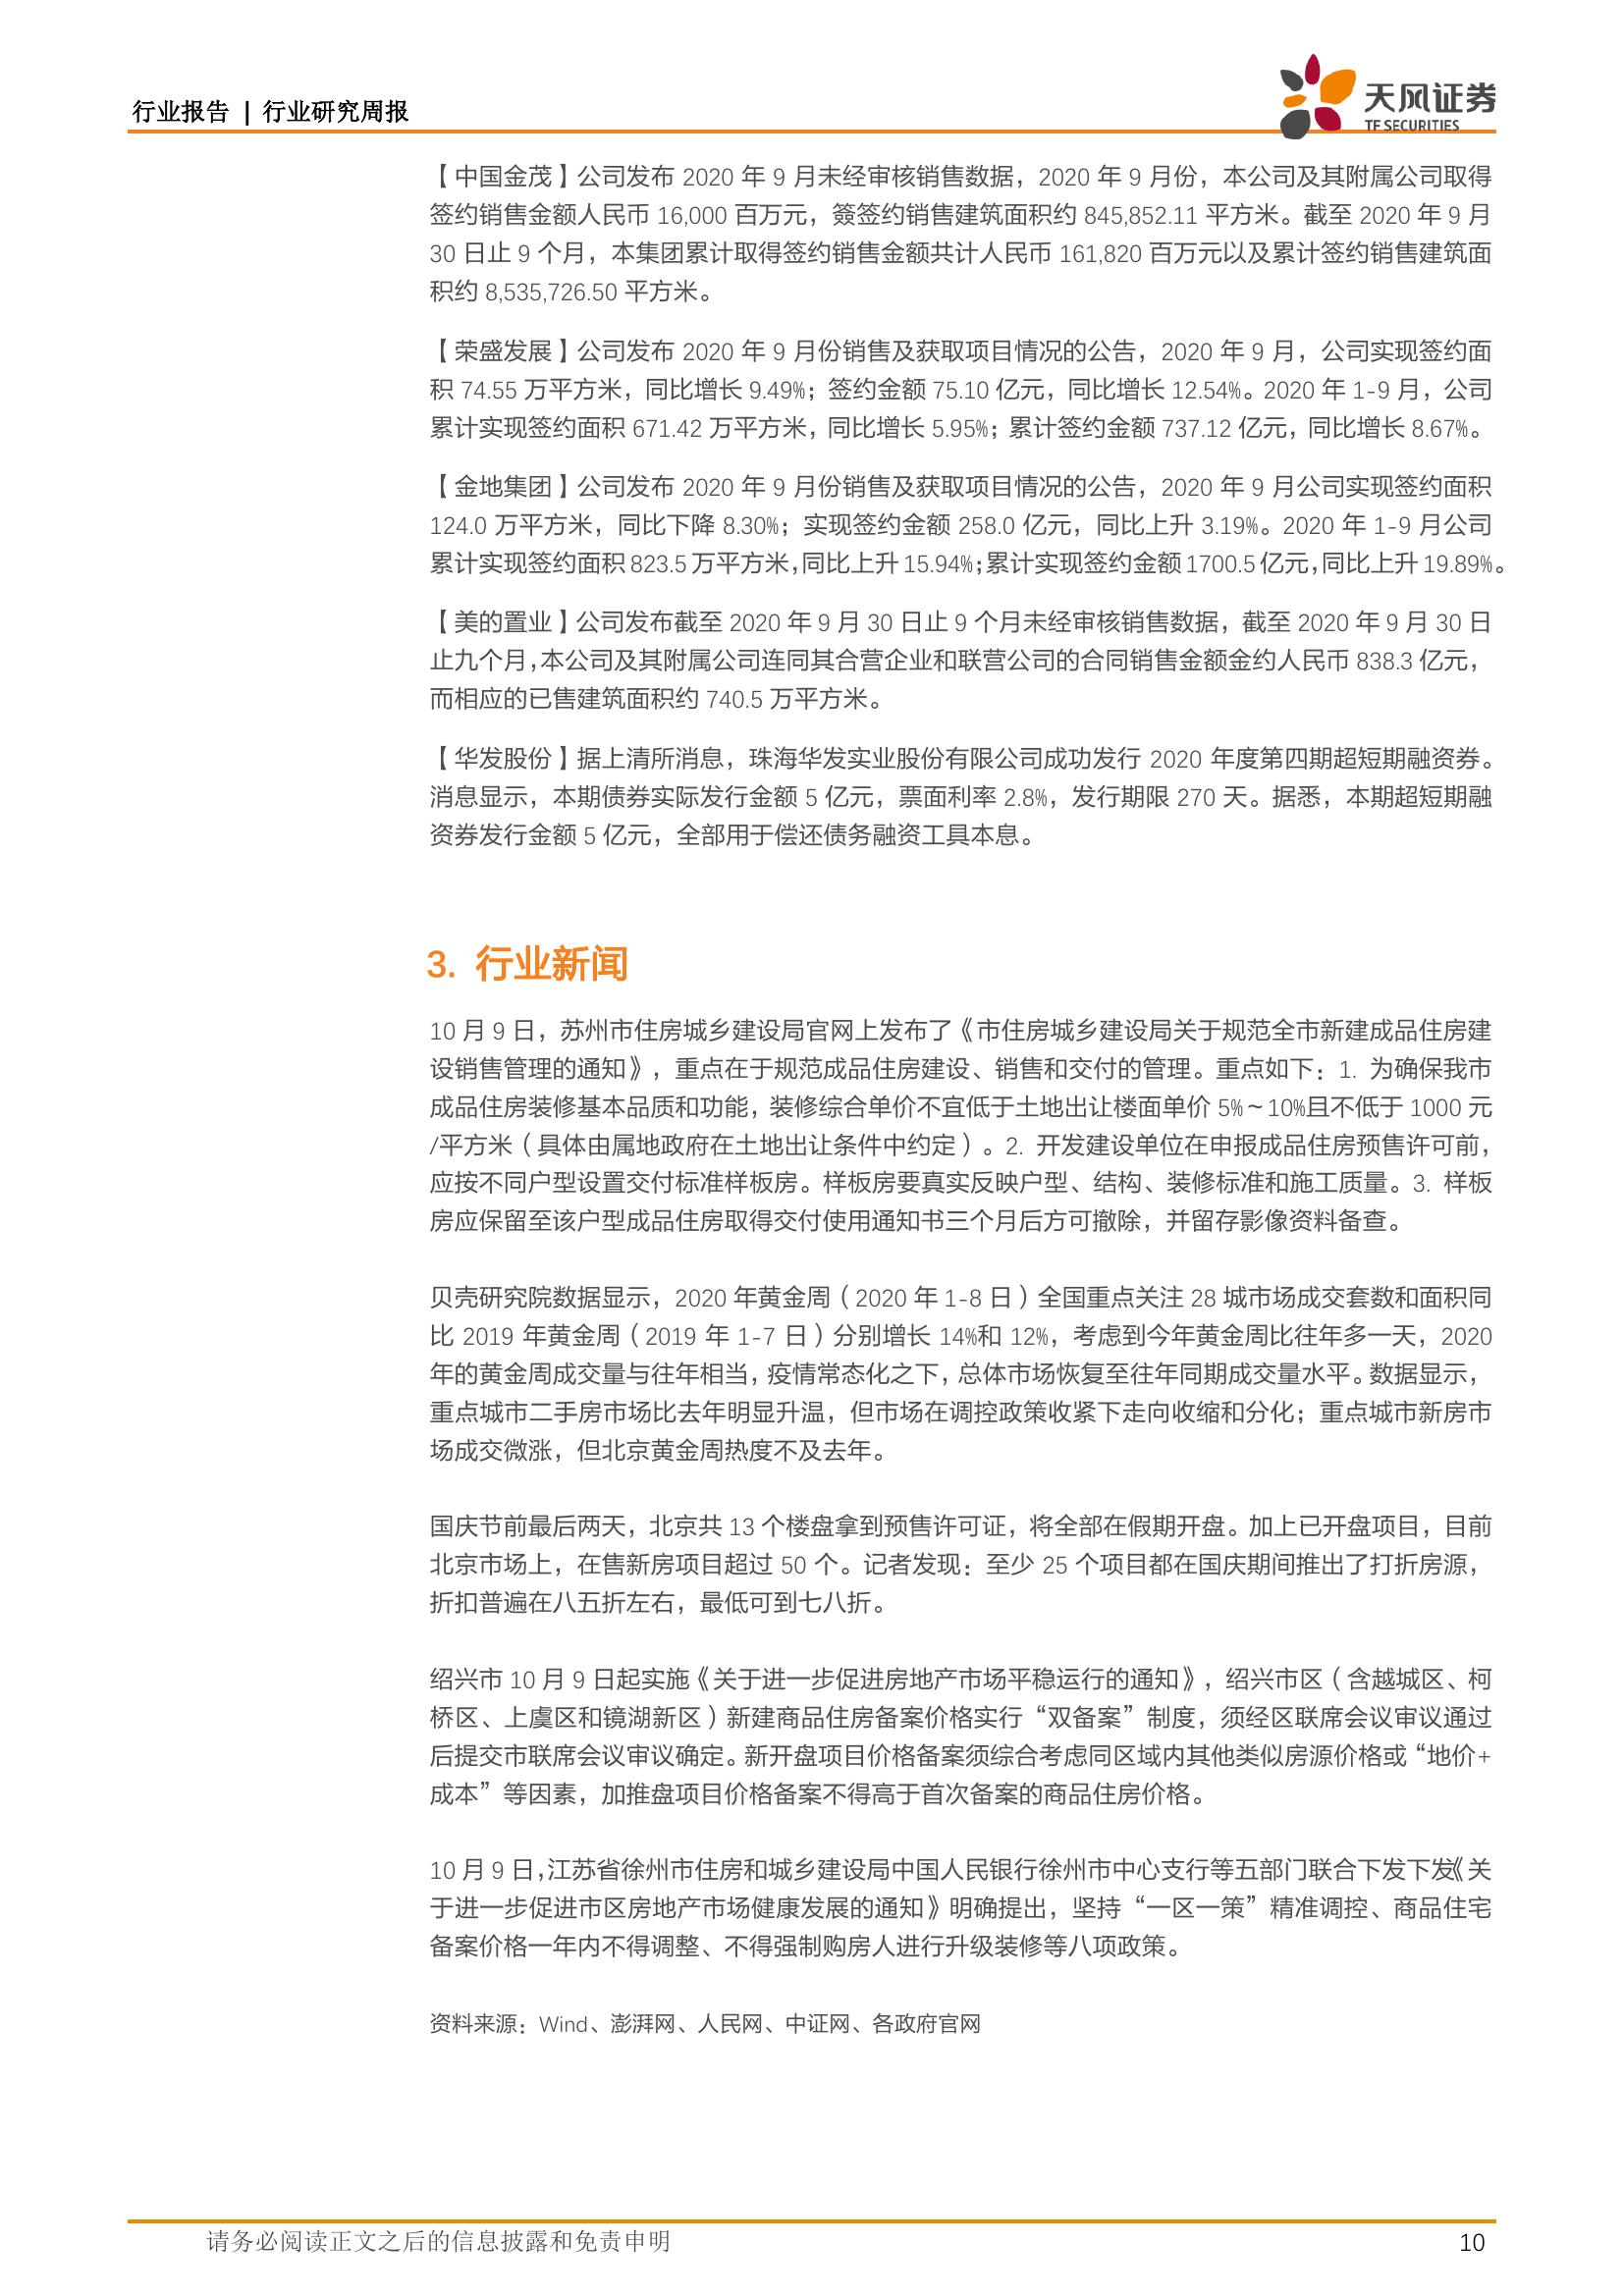 行业报告 | 行业研究周报
天风证券
TF SECURITIES
【中国金茂】公司发布 2020 年 9 月未经审核销售数据，2020 年 9 月份，本公司及其附属公司取得
签约销售金额人民币 16,000 百万元，簽签约销售建筑面积约 845,852.11 平方米。截至 2020 年 9 月
30 日止 9 个月，本集团累计取得签约销售金额共计人民币 161,820 百万元以及累计签约销售建筑面
积约 8,535,726.50 平方米。
【荣盛发展】公司发布 2020 年 9 月份销售及获取项目情况的公告，2020 年 9 月，公司实现签约面
积 74.55 万平方米，同比增长 9.49%；签约金额 75.10 亿元，同比增长 12.54%。2020 年 1-9 月，公司
累计实现签约面积 671.42 万平方米，同比增长 5.95%；累计签约金额 737.12 亿元，同比增长 8.67%。
【金地集团】公司发布 2020 年 9 月份销售及获取项目情况的公告，2020 年 9 月公司实现签约面积
124.0 万平方米，同比下降 8.30%；实现签约金额 258.0 亿元，同比上升 3.19%。2020 年 1-9 月公司
累计实现签约面积 823.5 万平方米，同比上升 15.94%；累计实现签约金额 1700.5 亿元，同比上升 19.89%。
【美的置业】公司发布截至 2020 年 9 月 30 日止 9 个月未经审核销售数据，截至 2020 年 9 月 30 日
止九个月，本公司及其附属公司连同其合营企业和联营公司的合同销售金额金约人民币 838.3 亿元，
而相应的已售建筑面积约 740.5 万平方米。
【华发股份】据上清所消息，珠海华发实业股份有限公司成功发行 2020 年度第四期超短期融资券。
消息显示，本期债券实际发行金额 5 亿元，票面利率 2.8%，发行期限 270 天。据悉，本期超短期融
资券发行金额 5 亿元，全部用于偿还债务融资工具本息。
3. 行业新闻
10 月 9 日，苏州市住房城乡建设局官网上发布了《市住房城乡建设局关于规范全市新建成品住房建
设销售管理的通知》，重点在于规范成品住房建设、销售和交付的管理。重点如下：1. 为确保我市
成品住房装修基本品质和功能，装修综合单价不宜低于土地出让楼面单价 5%～10%且不低于 1000 元
/平方米（具体由属地政府在土地出让条件中约定）。2. 开发建设单位在申报成品住房预售许可前，
应按不同户型设置交付标准样板房。样板房要真实反映户型、结构、装修标准和施工质量。3. 样板
房应保留至该户型成品住房取得交付使用通知书三个月后方可撤除，并留存影像资料备查。
贝壳研究院数据显示，2020 年黄金周（2020 年 1-8 日）全国重点关注 28 城市场成交套数和面积同
比 2019 年黄金周（2019 年 1-7 日）分别增长 14%和 12%，考虑到今年黄金周比往年多一天，2020
年的黄金周成交量与往年相当，疫情常态化之下，总体市场恢复至往年同期成交量水平。数据显示，
重点城市二手房市场比去年明显升温，但市场在调控政策收紧下走向收缩和分化；重点城市新房市
场成交微涨，但北京黄金周热度不及去年。
国庆节前最后两天，北京共 13 个楼盘拿到预售许可证，将全部在假期开盘。加上已开盘项目，目前
北京市场上，在售新房项目超过 50 个。记者发现：至少 25 个项目都在国庆期间推出了打折房源，
折扣普遍在八五折左右，最低可到七八折。
绍兴市 10 月 9 日起实施《关于进一步促进房地产市场平稳运行的通知》，绍兴市区（含越城区、柯
桥区、上虞区和镜湖新区）新建商品住房备案价格实行“双备案”制度，须经区联席会议审议通过
后提交市联席会议审议确定。新开盘项目价格备案须综合考虑同区域内其他类似房源价格或“地价+
成本”等因素，加推盘项目价格备案不得高于首次备案的商品住房价格。
10 月 9 日，江苏省徐州市住房和城乡建设局中国人民银行徐州市中心支行等五部门联合下发下发《关
于进一步促进市区房地产市场健康发展的通知》明确提出，坚持“一区一策”精准调控、商品住宅
备案价格一年内不得调整、不得强制购房人进行升级装修等八项政策。
资料来源：Wind、澎湃网、人民网、中证网、各政府官网
请务必阅读正文之后的信息披露和免责申明
10